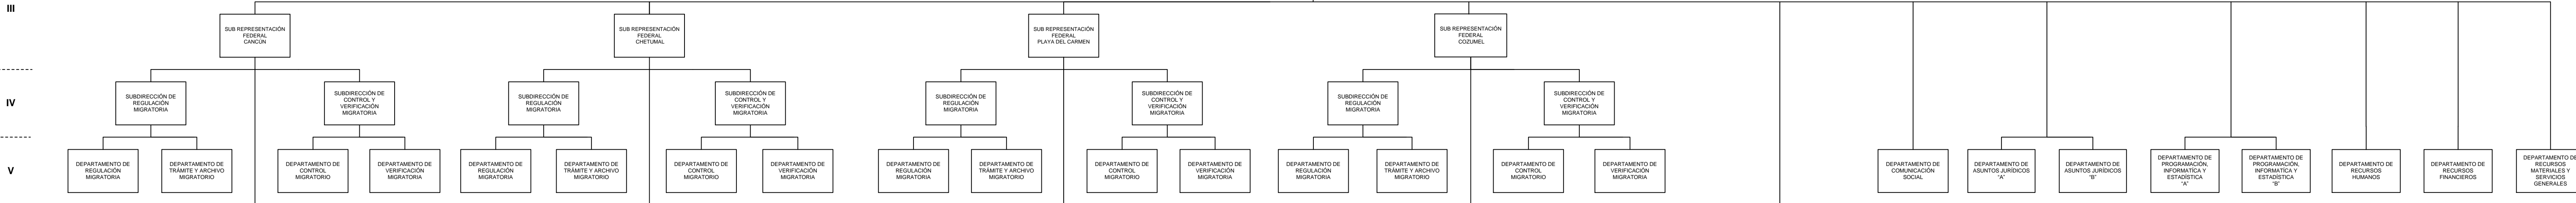 III
SUB REPRESENTACIÓN
FEDERAL
CANCÚN
SUB REPRESENTACIÓN
FEDERAL
CHETUMAL
SUB REPRESENTACIÓN
FEDERAL
PLAYA DEL CARMEN
SUB REPRESENTACIÓN
FEDERAL
COZUMEL
IV
SUBDIRECCIÓN DE
REGULACIÓN
MIGRATORIA
SUBDIRECCIÓN DE
CONTROL Y
VERIFICACIÓN
MIGRATORIA
SUBDIRECCIÓN DE
REGULACIÓN
MIGRATORIA
SUBDIRECCIÓN DE
CONTROL Y
VERIFICACIÓN
MIGRATORIA
SUBDIRECCIÓN DE
REGULACIÓN
MIGRATORIA
SUBDIRECCIÓN DE
CONTROL Y
VERIFICACIÓN
MIGRATORIA
SUBDIRECCIÓN DE
REGULACIÓN
MIGRATORIA
SUBDIRECCIÓN DE
CONTROL Y
VERIFICACIÓN
MIGRATORIA
V
DEPARTAMENTO DE
REGULACIÓN
MIGRATORIA
DEPARTAMENTO DE
TRÁMITE Y ARCHIVO
MIGRATORIO
DEPARTAMENTO DE
CONTROL
MIGRATORIO
DEPARTAMENTO DE
VERIFICACIÓN
MIGRATORIA
DEPARTAMENTO DE
REGULACIÓN
MIGRATORIA
DEPARTAMENTO DE
TRÁMITE Y ARCHIVO
MIGRATORIO
DEPARTAMENTO DE
CONTROL
MIGRATORIO
DEPARTAMENTO DE
VERIFICACIÓN
MIGRATORIA
DEPARTAMENTO DE
REGULACIÓN
MIGRATORIA
DEPARTAMENTO DE
TRÁMITE Y ARCHIVO
MIGRATORIO
DEPARTAMENTO DE
CONTROL
MIGRATORIO
DEPARTAMENTO DE
VERIFICACIÓN
MIGRATORIA
DEPARTAMENTO DE
REGULACIÓN
MIGRATORIA
DEPARTAMENTO DE
TRÁMITE Y ARCHIVO
MIGRATORIO
DEPARTAMENTO DE
CONTROL
MIGRATORIO
DEPARTAMENTO DE
VERIFICACIÓN
MIGRATORIA
DEPARTAMENTO DE
COMUNICACIÓN
SOCIAL
DEPARTAMENTO DE
ASUNTOS JURÍDICOS
"A"
DEPARTAMENTO DE
ASUNTOS JURÍDICOS
"B"
DEPARTAMENTO DE
PROGRAMACIÓN,
INFORMATÍCA Y
ESTADÍSTICA
"A"
DEPARTAMENTO DE
PROGRAMACIÓN,
INFORMATÍCA Y
ESTADÍSTICA
"B"
DEPARTAMENTO DE
RECURSOS
HUMANOS
DEPARTAMENTO DE
RECURSOS
FINANCIEROS
DEPARTAMENTO DE
RECURSOS
MATERIALES Y
SERVICIOS
GENERALES